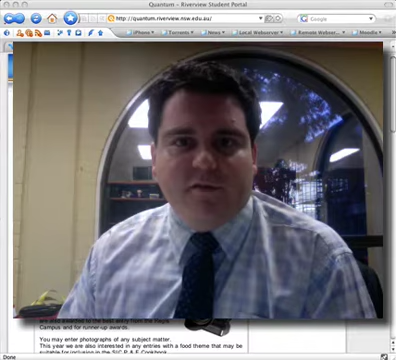 Quantum – Riverview Student Portal
http://quantum.riverview.nsw.edu.au/
Google
iPhone Torrents Local Webserver Remote Webser... Moodle
Campus and for runner-up awards.
You may enter photographs of any subject matter.
This year we are also interested in any entries with a food theme that may be
suitable for inclusion in the SIC P & F Cookbook
Done